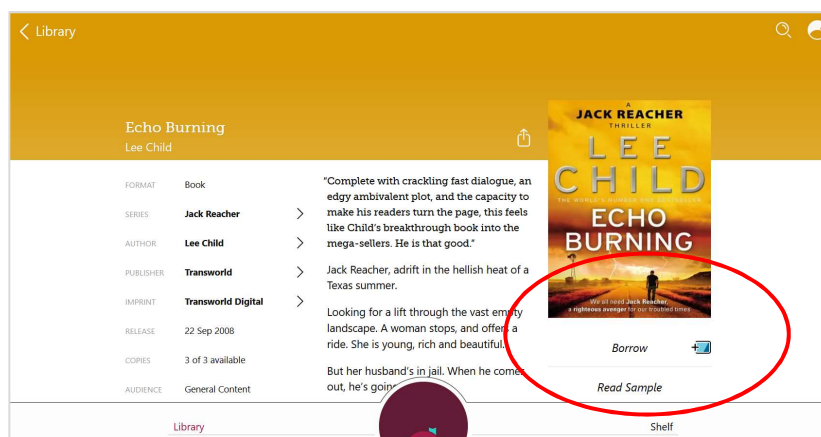 Library
Echo Burning
Lee Child
FORMAT Book
SERIES Jack Reacher
AUTHOR Lee Child
PUBLISHER Transworld
IMPRINT Transworld Digital
RELEASE 22 Sep 2008
COPIES 3 of 3 available
AUDIENCE General Content
"Complete with crackling fast dialogue, an
edgy ambivalent plot, and the capacity to
make his readers turn the page, this feels
like Child's breakthrough book into the
mega-sellers. He is that good."
Jack Reacher, adrift in the hellish heat of a
Texas summer.
Looking for a lift through the vast empty
landscape. A woman stops, and offers a
ride. She is young, rich and beautiful.
But her husband's in jail. When he comes
out, he's going
A
JACK REACHER
THRILLER
LEE
CHILD
THE WORLD'S NUMBER ONE BESTSELLER
ECHO
BURNING
We all need Jack Reacher,
a righteous avenger for our troubled times
Borrow
Read Sample
Library
Shelf